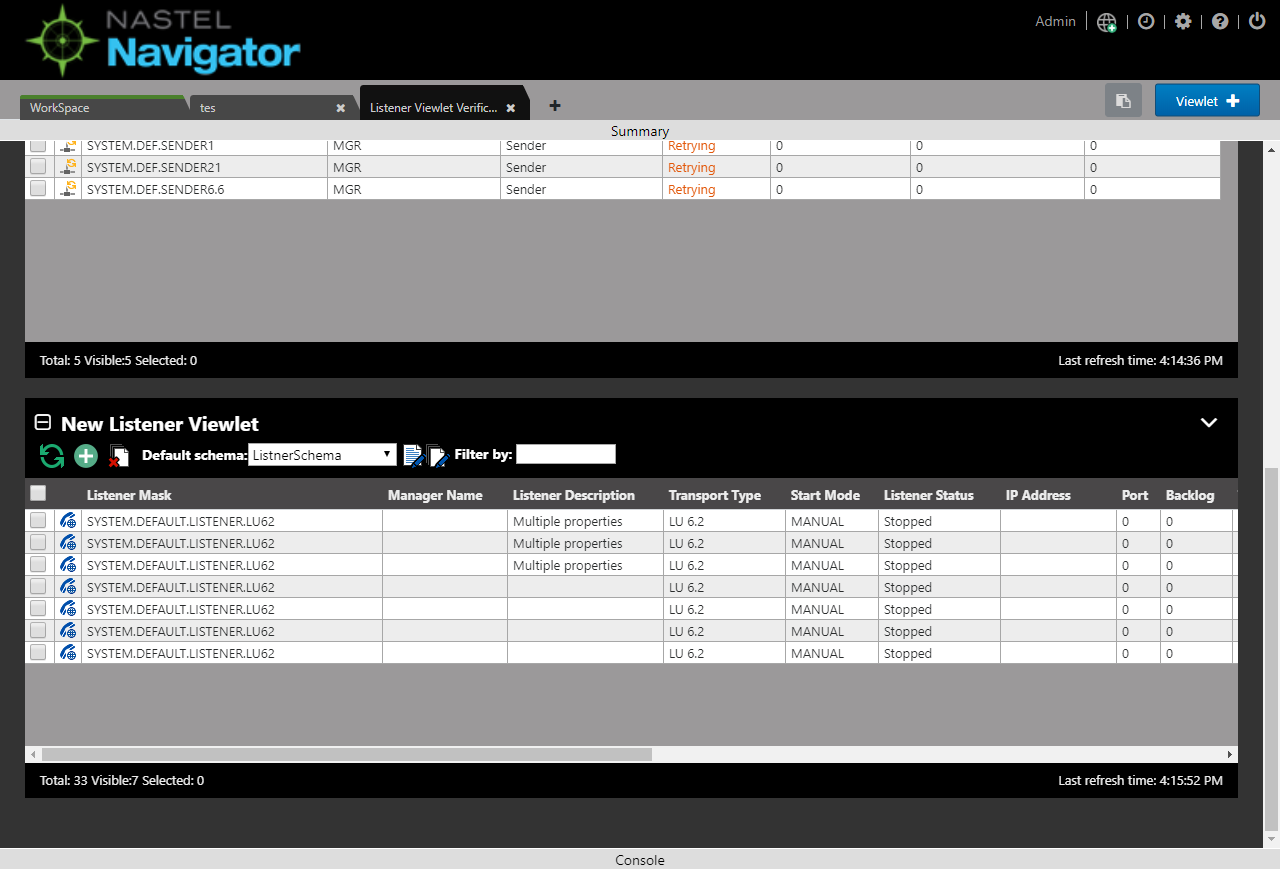 NASTEL
Navigator
Admin
WorkSpace tes Listener Viewlet Verific... Viewlet
Summary
SYSTEM.DEF.SENDER1 MGR Sender Retrying 0 0 0
SYSTEM.DEF.SENDER21 MGR Sender Retrying 0 0 0
SYSTEM.DEF.SENDER6.6 MGR Sender Retrying 0 0 0
Total: 5 Visible:5 Selected: 0 Last refresh time: 4:14:36 PM
New Listener Viewlet
Default schema: ListnerSchema Filter by:
Listener Mask Manager Name Listener Description Transport Type Start Mode Listener Status IP Address Port Backlog
SYSTEM.DEFAULT.LISTENER.LU62 Multiple properties LU 6.2 MANUAL Stopped 0 0
SYSTEM.DEFAULT.LISTENER.LU62 Multiple properties LU 6.2 MANUAL Stopped 0 0
SYSTEM.DEFAULT.LISTENER.LU62 Multiple properties LU 6.2 MANUAL Stopped 0 0
SYSTEM.DEFAULT.LISTENER.LU62 LU 6.2 MANUAL Stopped 0 0
SYSTEM.DEFAULT.LISTENER.LU62 LU 6.2 MANUAL Stopped 0 0
SYSTEM.DEFAULT.LISTENER.LU62 LU 6.2 MANUAL Stopped 0 0
SYSTEM.DEFAULT.LISTENER.LU62 LU 6.2 MANUAL Stopped 0 0
Total: 33 Visible:7 Selected: 0 Last refresh time: 4:15:52 PM
Console